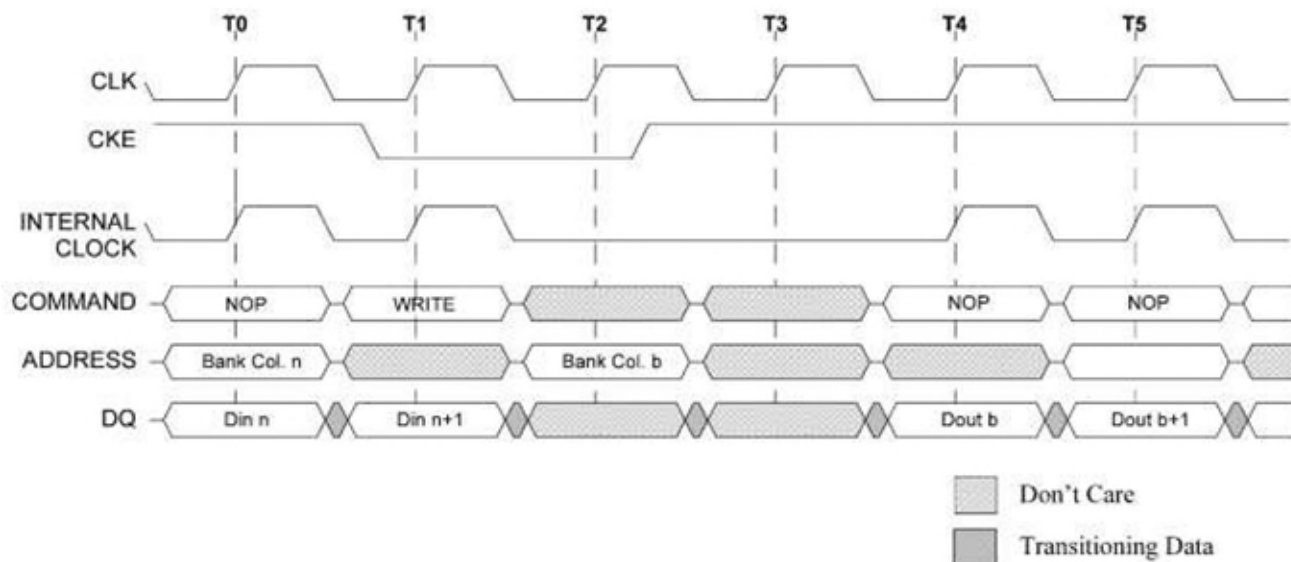 T0 T1 T2 T3 T4 T5
CLK
CKE
INTERNAL
CLOCK
COMMAND NOP WRITE NOP NOP
ADDRESS Bank Col. n Bank Col. b
DQ Din n Din n+1 Dout b Dout b+1
Don't Care
Transitioning Data